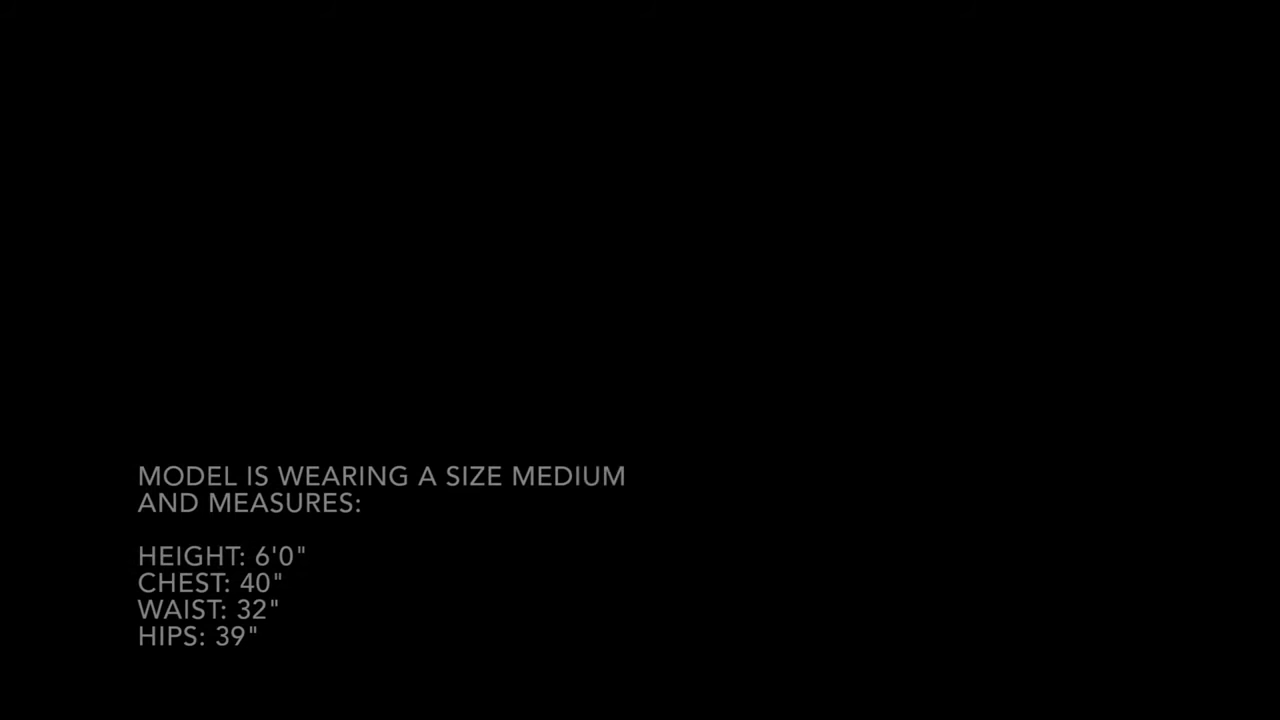 MODEL IS WEARING A SIZE MEDIUM
AND MEASURES:
HEIGHT: 6'0"
CHEST: 40"
WAIST: 32"
HIPS: 39"